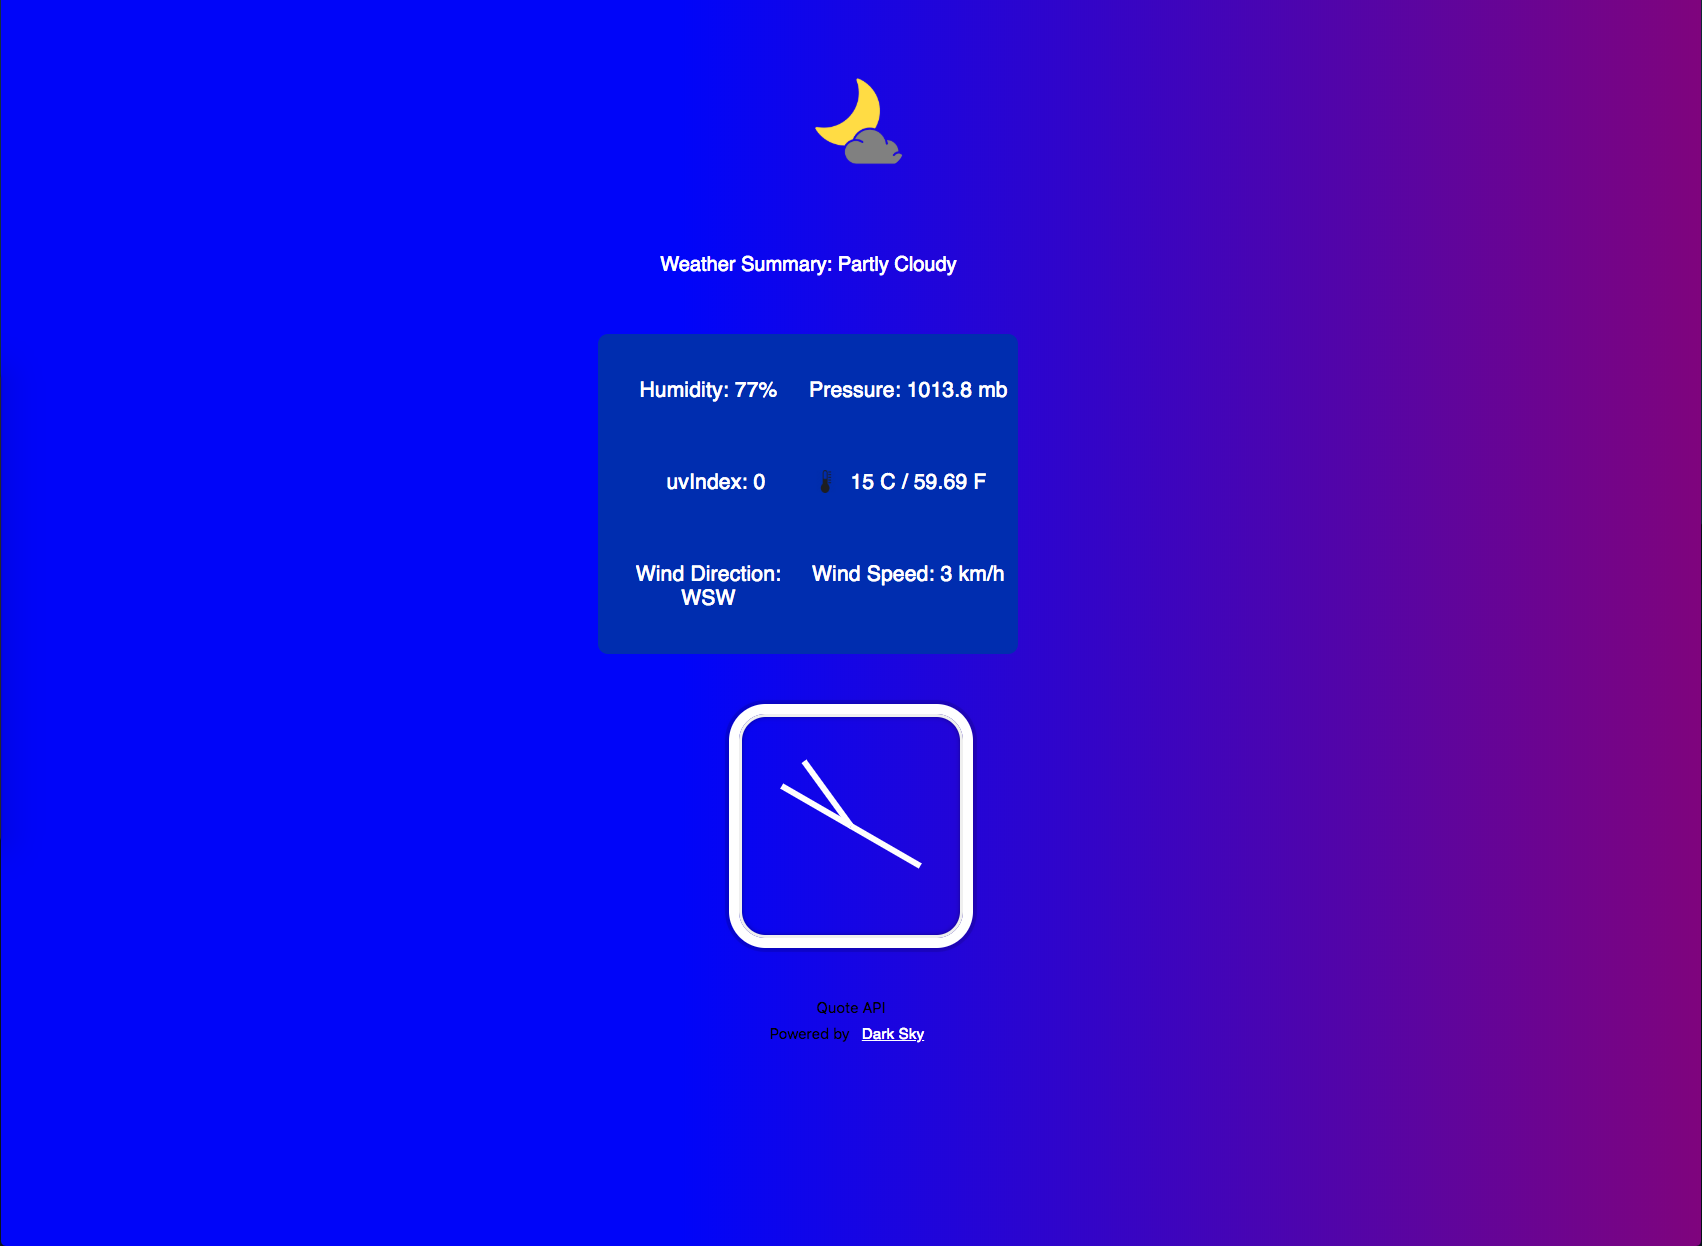 Weather Summary: Partly Cloudy
Humidity: 77%
Pressure: 1013.8 mb
uvIndex: 0
15 C / 59.69 F
Wind Direction:
WSW
Wind Speed: 3 km/h
Quote API
Powered by Dark Sky